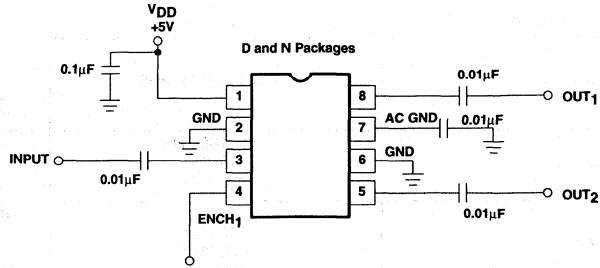 VDD
+5V
D and N Packages
0.1µF
0.01µF
1
8
OUT1
GND
AC GND
0.01µF
2
7
INPUT
3
6
GND
0.01µF
4
5
OUT2
ENCH1
0.01µF